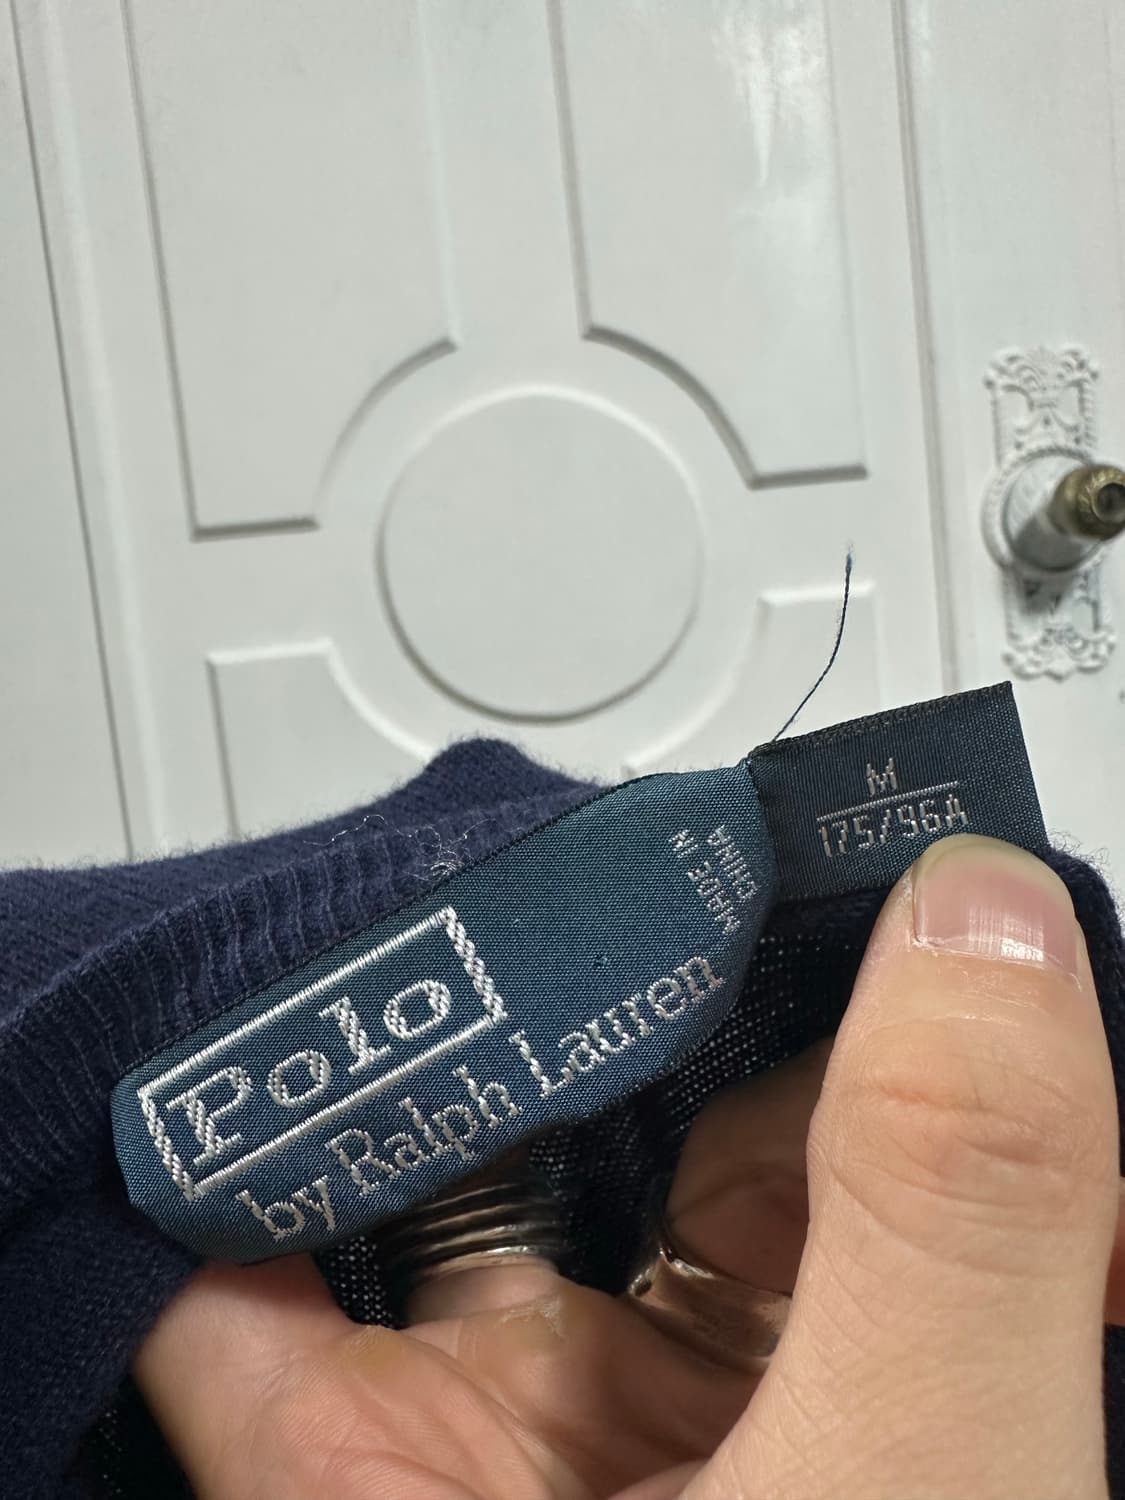 M
175/96A
MADE IN
CHINA
Polo
by Ralph Lauren